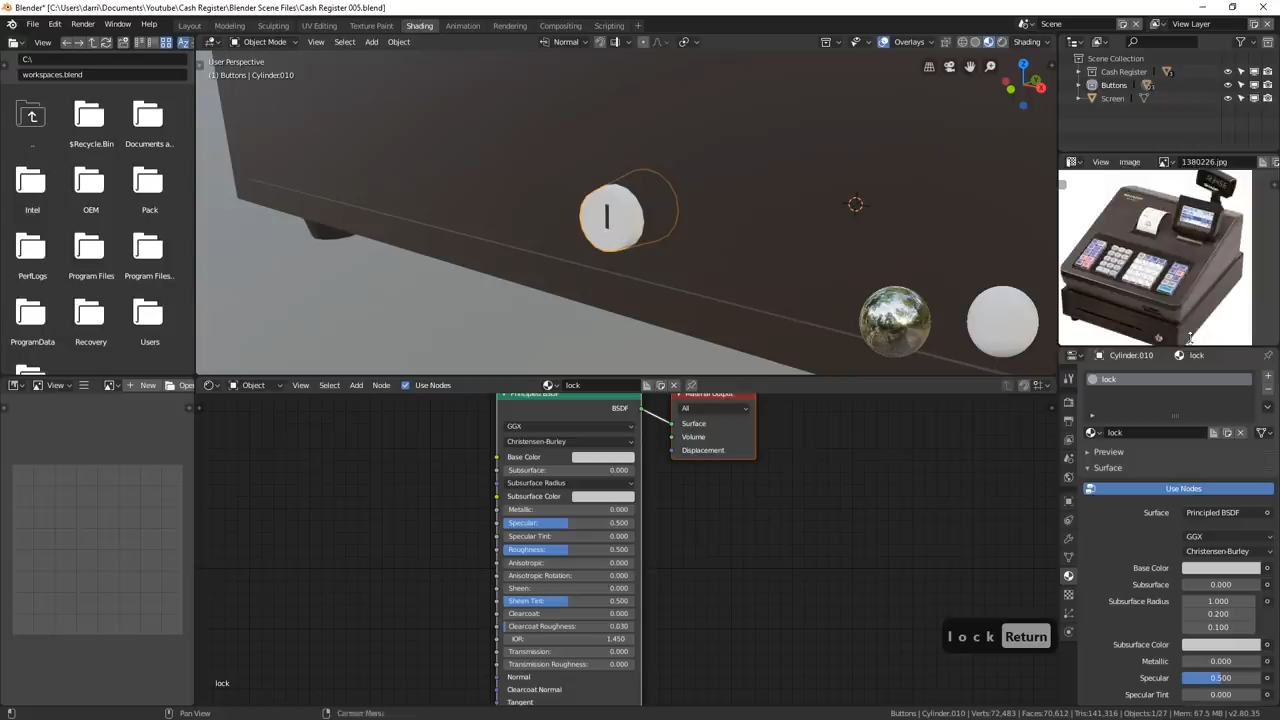 Blender* [C:\Users\darri\Documents\Youtube\Cash Register\Blender Scene Files\Cash Register 005.blend]
File Edit Render Window Help Layout Modeling Sculpting UV Editing Texture Paint Shading Animation Rendering Compositing Scripting Scene View Layer
View Object Mode View Select Add Object Normal Overlays Shading
C:\
workspaces.blend
User Perspective
(1) Buttons | Cylinder.010
Z
Scene Collection
Cash Register
Buttons
Screen
.. $Recycle.Bin Documents a..
Intel OEM Pack
PerfLogs Program Files Program Files..
ProgramData Recovery Users
View Image 1380226.jpg
Cylinder.010 lock
lock
lock
Preview
Surface
Use Nodes
Surface Principled BSDF
GGX
Christensen-Burley
Base Color
Subsurface 0.000
Subsurface Radius 1.000
0.200
0.100
Subsurface Color
Metallic 0.000
Specular 0.500
Specular Tint 0.000
View New Open
Object View Select Add Node Use Nodes lock
Principled BSDF
BSDF
GGX
Christensen-Burley
Base Color
Subsurface: 0.000
Subsurface Radius
Subsurface Color
Metallic: 0.000
Specular: 0.500
Specular Tint: 0.000
Roughness: 0.500
Anisotropic: 0.000
Anisotropic Rotation: 0.000
Sheen: 0.000
Sheen Tint: 0.500
Clearcoat: 0.000
Clearcoat Roughness: 0.030
IOR: 1.450
Transmission: 0.000
Transmission Roughness: 0.000
Normal
Clearcoat Normal
Tangent
Material Output
All
Surface
Volume
Displacement
lock
lock Return
Pan View Context Menu Buttons | Cylinder.010 | Verts:72,483 | Faces:70,612 | Tris:141,316 | Objects:1/27 | Mem: 67.5 MB | v2.80.35